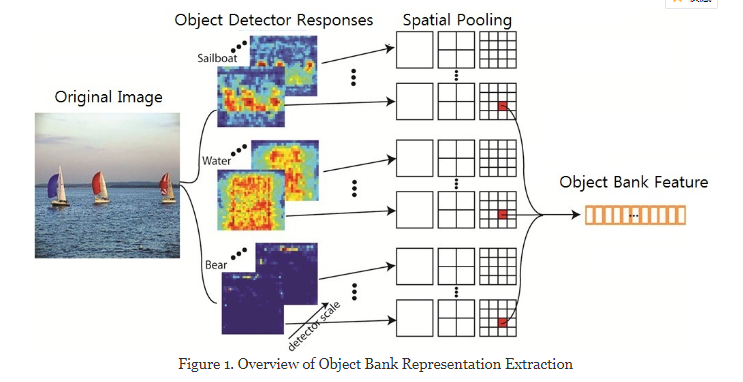 Object Detector Responses
Spatial Pooling
Sailboat
Original Image
Water
Object Bank Feature
Bear
detector scale
Figure 1. Overview of Object Bank Representation Extraction